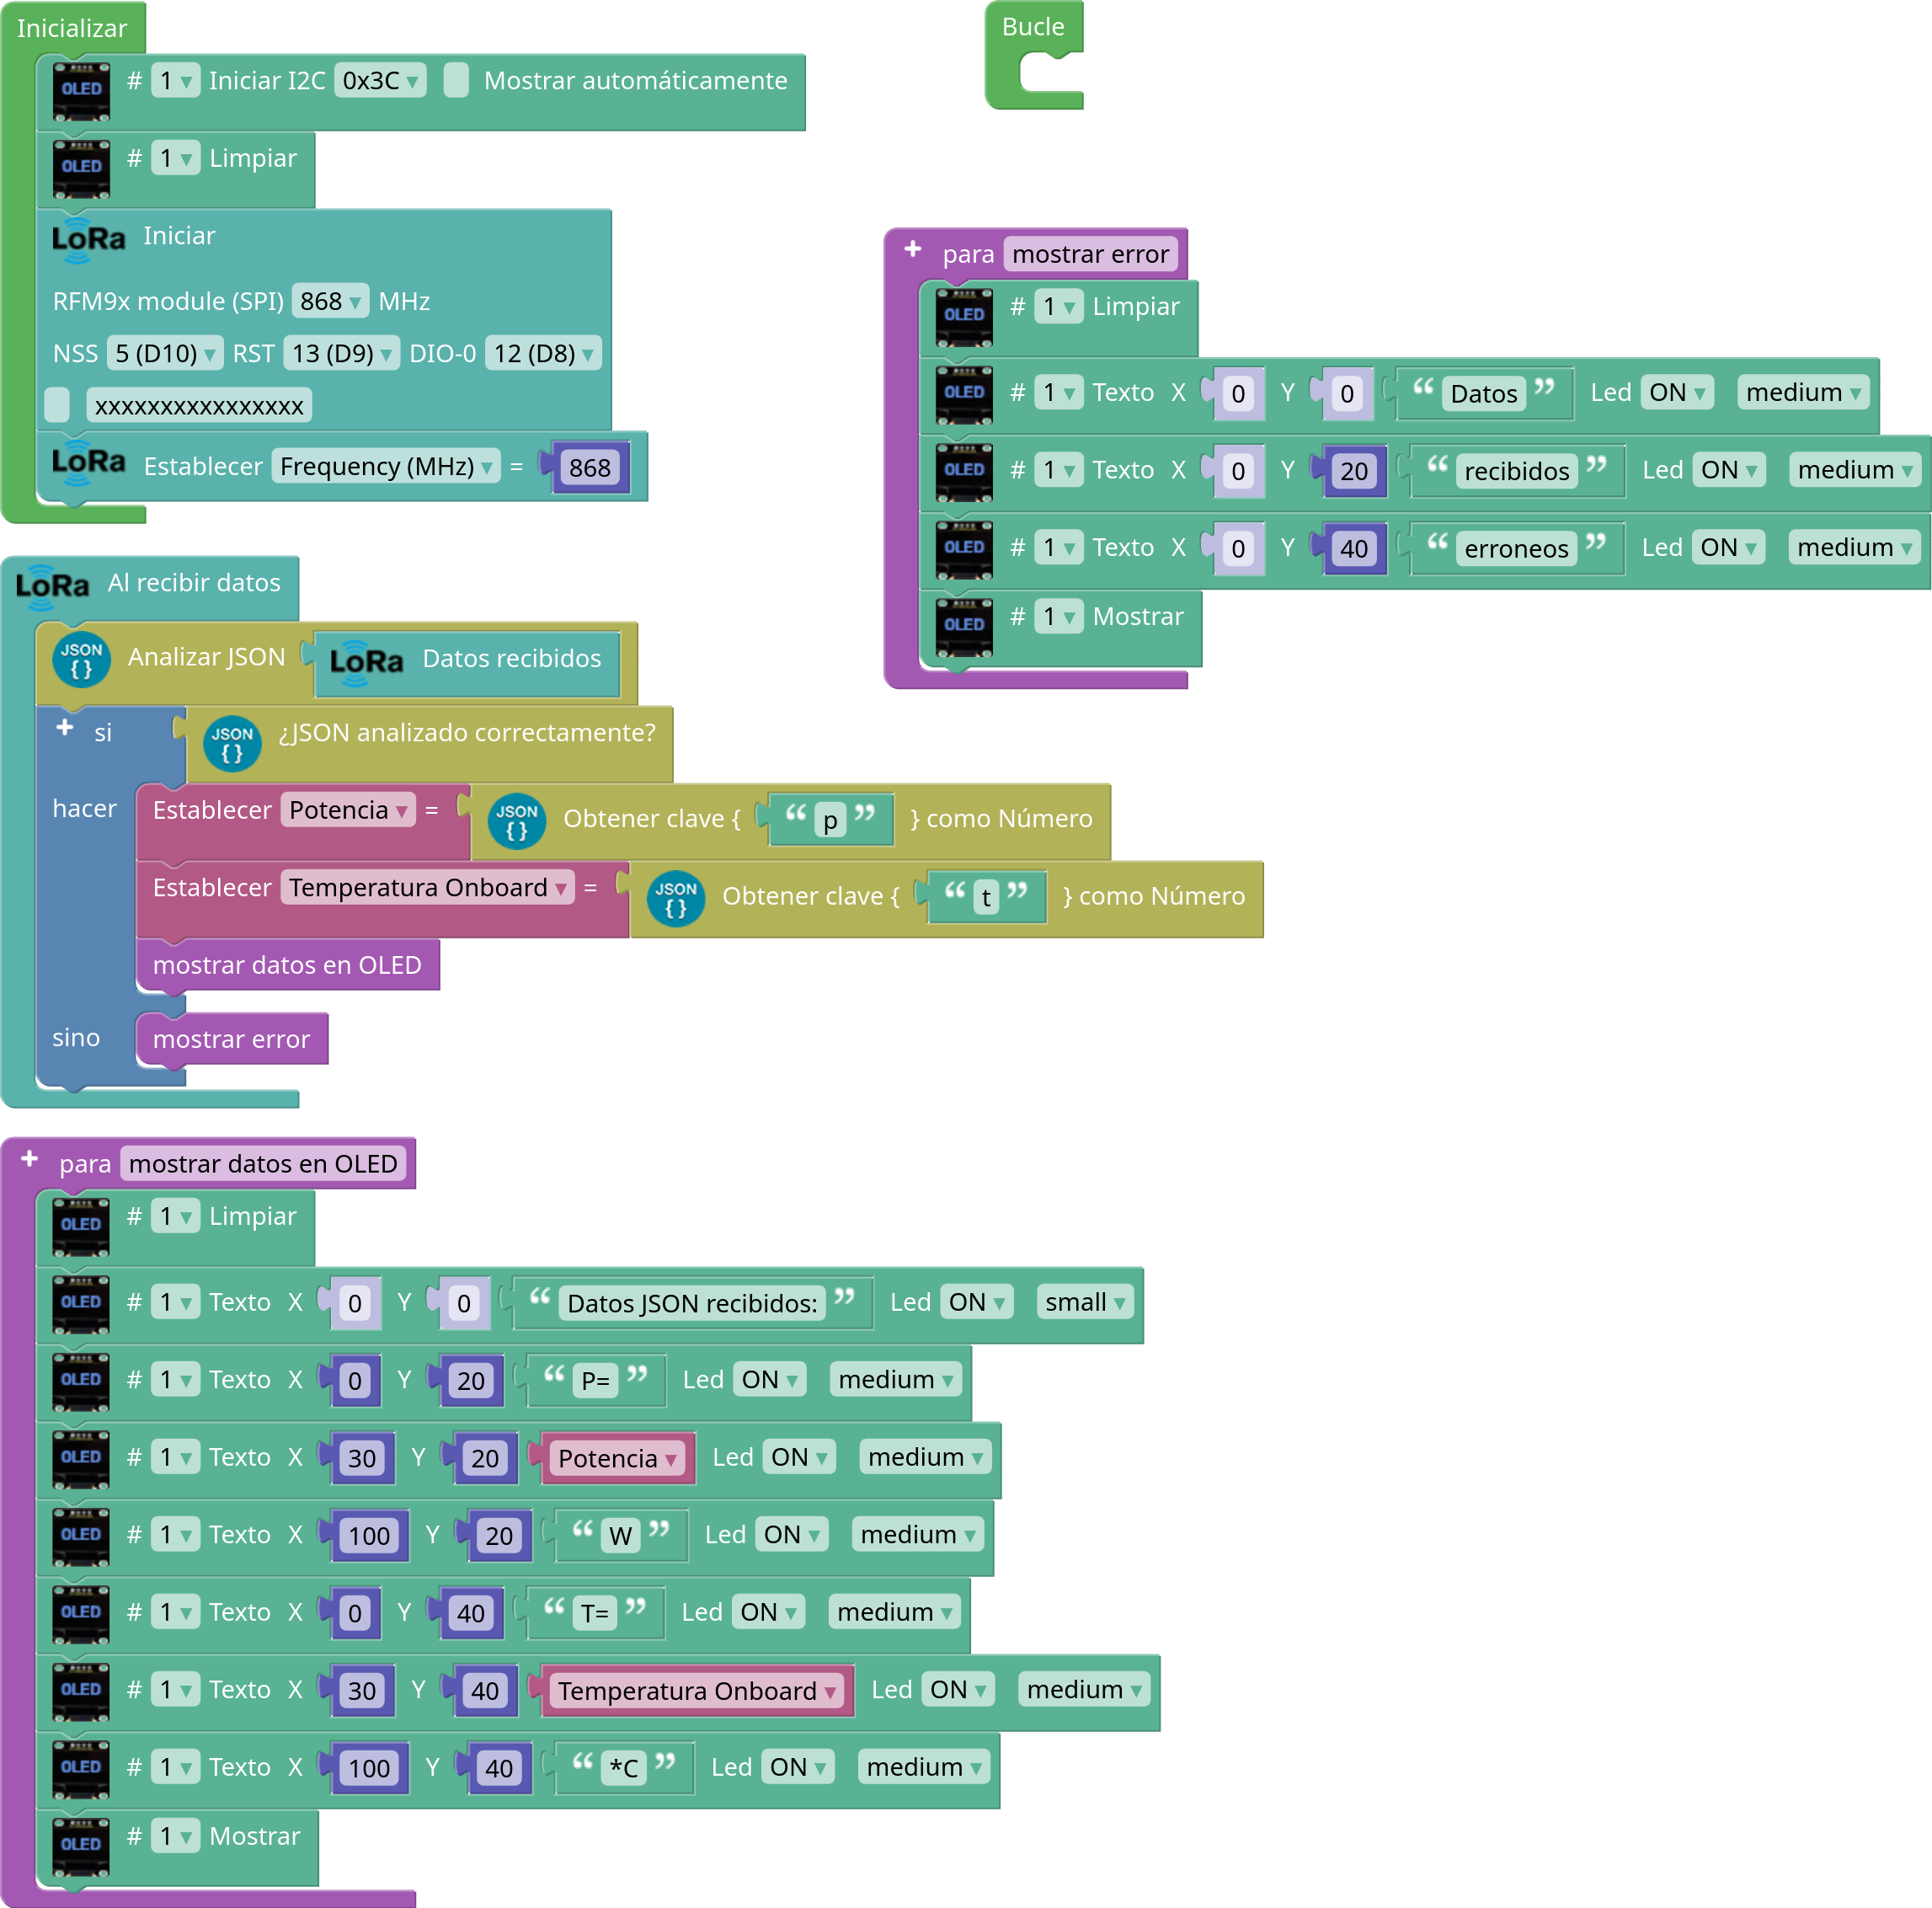 Inicializar
OLED # 1 Iniciar I2C 0x3C Mostrar automáticamente
OLED # 1 Limpiar
LoRa Iniciar
RFM9x module (SPI) 868 MHz
NSS 5 (D10) RST 13 (D9) DIO-0 12 (D8)
xxxxxxxxxxxxxxxx
LoRa Establecer Frequency (MHz) = 868
Bucle
para mostrar error
OLED # 1 Limpiar
OLED # 1 Texto X 0 Y 0 “ Datos ” Led ON medium
OLED # 1 Texto X 0 Y 20 “ recibidos ” Led ON medium
OLED # 1 Texto X 0 Y 40 “ erroneos ” Led ON medium
OLED # 1 Mostrar
LoRa Al recibir datos
JSON { } Analizar JSON LoRa Datos recibidos
si JSON { } ¿JSON analizado correctamente?
hacer Establecer Potencia = JSON { } Obtener clave { “ p ” } como Número
Establecer Temperatura Onboard = JSON { } Obtener clave { “ t ” } como Número
mostrar datos en OLED
sino mostrar error
para mostrar datos en OLED
OLED # 1 Limpiar
OLED # 1 Texto X 0 Y 0 “ Datos JSON recibidos: ” Led ON small
OLED # 1 Texto X 0 Y 20 “ P= ” Led ON medium
OLED # 1 Texto X 30 Y 20 Potencia Led ON medium
OLED # 1 Texto X 100 Y 20 “ W ” Led ON medium
OLED # 1 Texto X 0 Y 40 “ T= ” Led ON medium
OLED # 1 Texto X 30 Y 40 Temperatura Onboard Led ON medium
OLED # 1 Texto X 100 Y 40 “ *C ” Led ON medium
OLED # 1 Mostrar